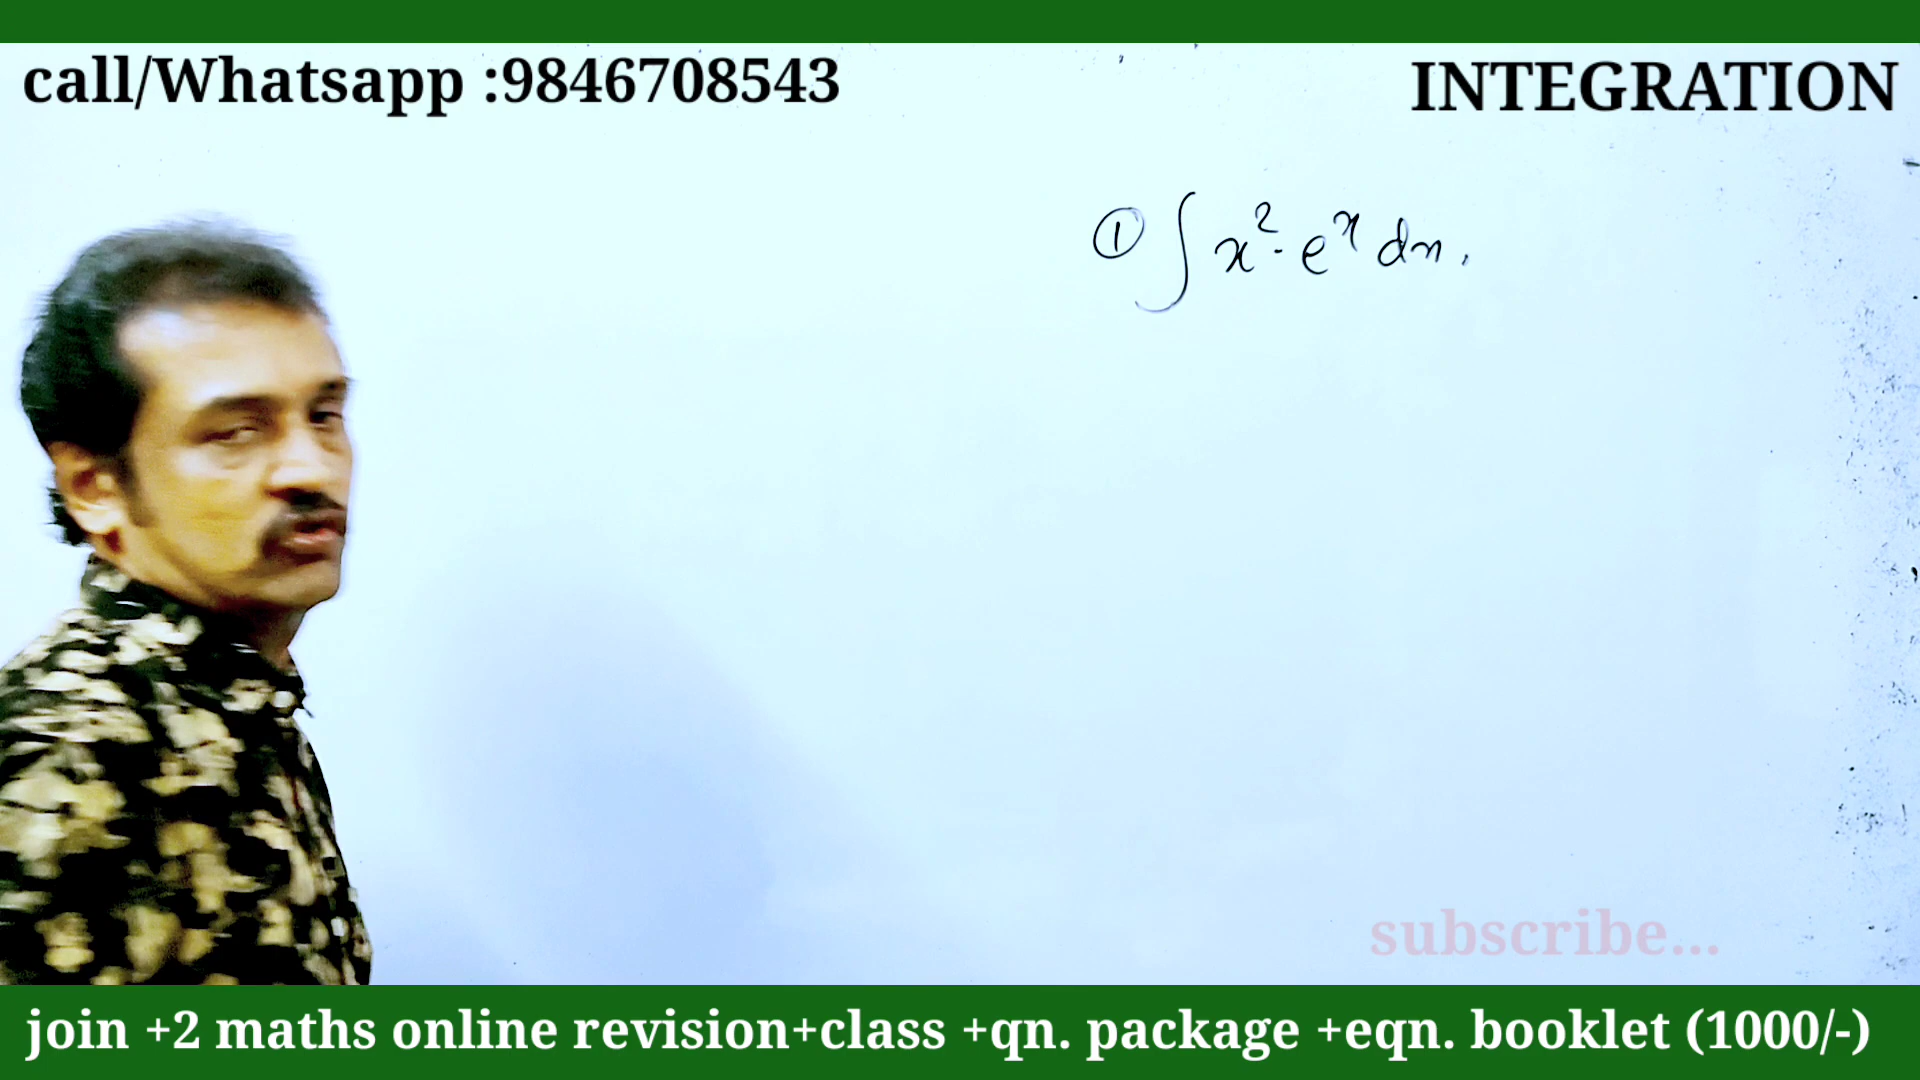 call/Whatsapp :9846708543
INTEGRATION
① ∫ x². eˣ dx.
subscribe...
join +2 maths online revision+class +qn. package +eqn. booklet (1000/-)